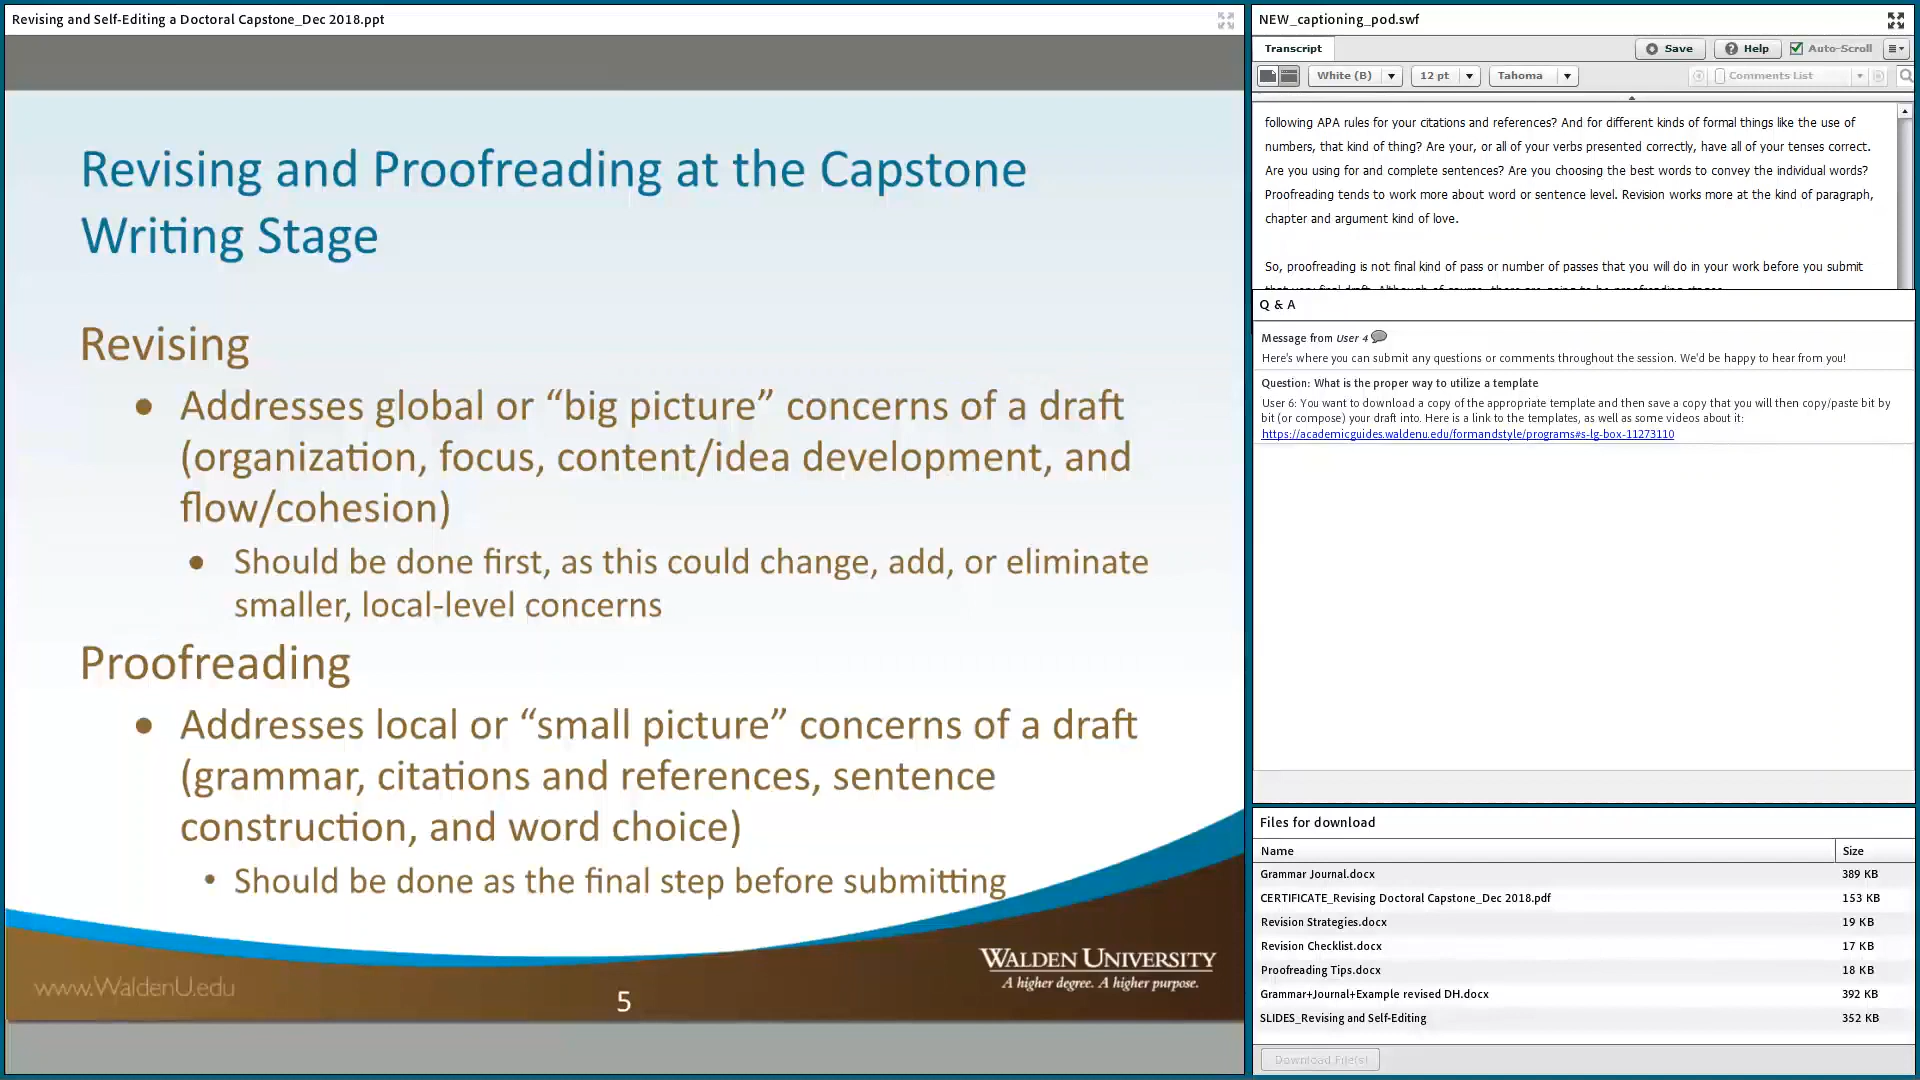 Revising and Self-Editing a Doctoral Capstone_Dec 2018.ppt
Revising and Proofreading at the Capstone
Writing Stage
Revising
• Addresses global or “big picture” concerns of a draft
(organization, focus, content/idea development, and
flow/cohesion)
• Should be done first, as this could change, add, or eliminate
smaller, local-level concerns
Proofreading
• Addresses local or “small picture” concerns of a draft
(grammar, citations and references, sentence
construction, and word choice)
• Should be done as the final step before submitting
www.WaldenU.edu
5
WALDEN UNIVERSITY
A higher degree. A higher purpose.
NEW_captioning_pod.swf
Transcript
Save
Help
Auto-Scroll
White (B)
12 pt
Tahoma
Comments List
following APA rules for your citations and references? And for different kinds of formal things like the use of
numbers, that kind of thing? Are your, or all of your verbs presented correctly, have all of your tenses correct.
Are you using for and complete sentences? Are you choosing the best words to convey the individual words?
Proofreading tends to work more about word or sentence level. Revision works more at the kind of paragraph,
chapter and argument kind of love.
So, proofreading is not final kind of pass or number of passes that you will do in your work before you submit
Q & A
Message from User 4
Here's where you can submit any questions or comments throughout the session. We'd be happy to hear from you!
Question: What is the proper way to utilize a template
User 6: You want to download a copy of the appropriate template and then save a copy that you will then copy/paste bit by
bit (or compose) your draft into. Here is a link to the templates, as well as some videos about it:
https://academicguides.waldenu.edu/formandstyle/programs#s-lg-box-11273110
Files for download
Name Size
Grammar Journal.docx 389 KB
CERTIFICATE_Revising Doctoral Capstone_Dec 2018.pdf 153 KB
Revision Strategies.docx 19 KB
Revision Checklist.docx 17 KB
Proofreading Tips.docx 18 KB
Grammar+Journal+Example revised DH.docx 392 KB
SLIDES_Revising and Self-Editing 352 KB
Download File(s)